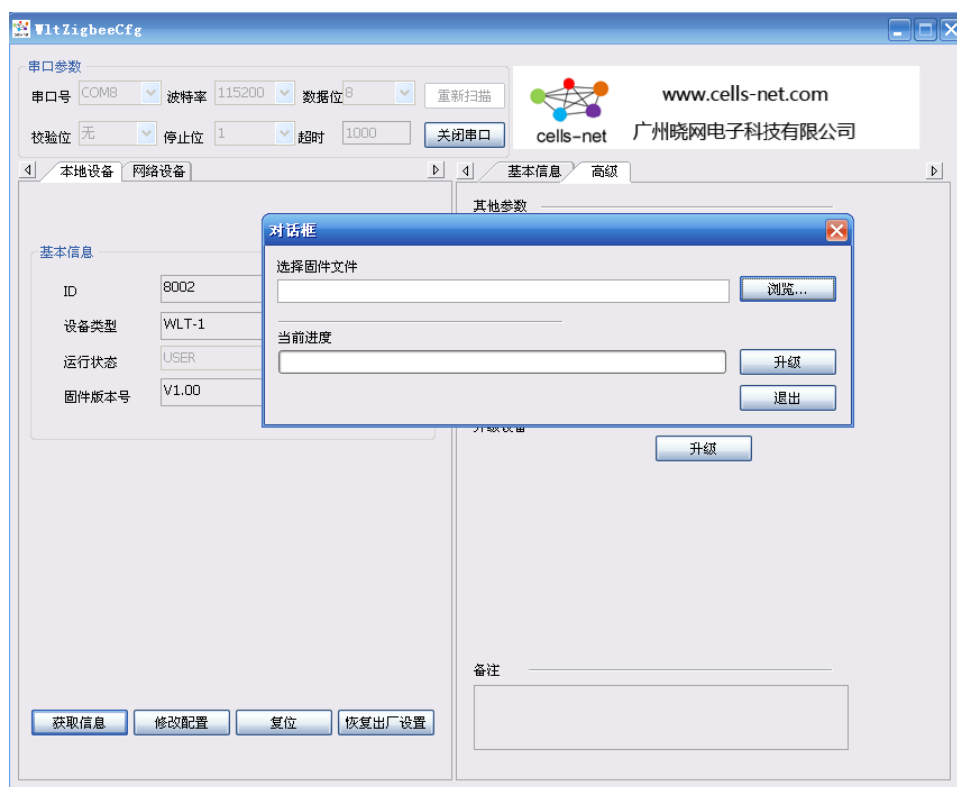 WltZigbeeCfg
串口参数
串口号 COM8 波特率 115200 数据位 8 重新扫描
校验位 无 停止位 1 超时 1000 关闭串口
cells-net
www.cells-net.com
广州晓网电子科技有限公司
本地设备 网络设备
基本信息 高级
其他参数
基本信息
ID 8002
设备类型 WLT-1
运行状态 USER
固件版本号 V1.00
对话框
选择固件文件
浏览...
当前进度
升级
退出
升级设备
升级
备注
获取信息 修改配置 复位 恢复出厂设置